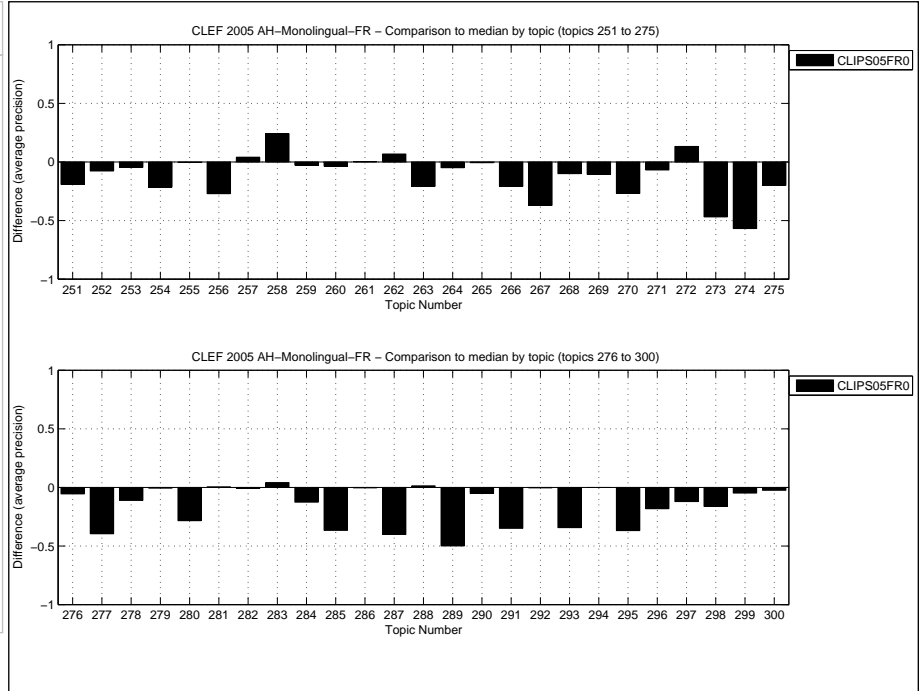 CLEF 2005 AH−Monolingual−FR − Comparison to median by topic (topics 251 to 275)
1
0.5
0
−0.5
−1
Difference (average precision)
251 252 253 254 255 256 257 258 259 260 261 262 263 264 265 266 267 268 269 270 271 272 273 274 275
Topic Number
CLIPS05FR0
CLEF 2005 AH−Monolingual−FR − Comparison to median by topic (topics 276 to 300)
1
0.5
0
−0.5
−1
Difference (average precision)
276 277 278 279 280 281 282 283 284 285 286 287 288 289 290 291 292 293 294 295 296 297 298 299 300
Topic Number
CLIPS05FR0